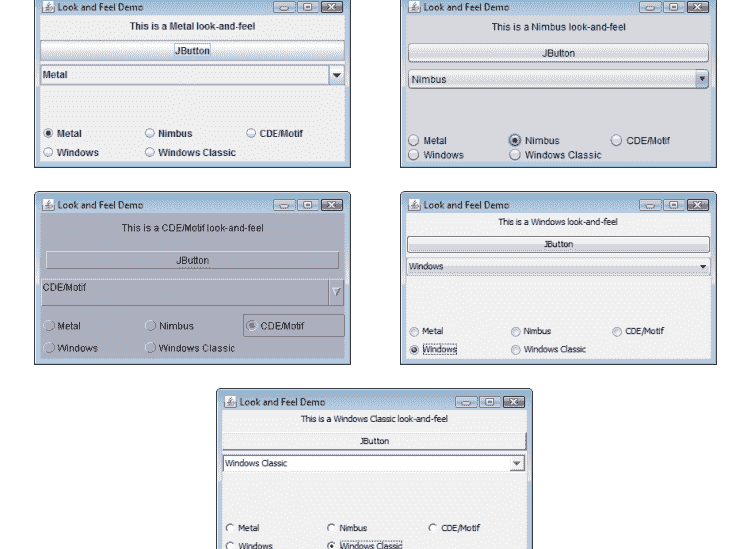 Look and Feel Demo
This is a Metal look-and-feel
JButton
Metal
Metal Nimbus CDE/Motif
Windows Windows Classic
Look and Feel Demo
This is a Nimbus look-and-feel
JButton
Nimbus
Metal Nimbus CDE/Motif
Windows Windows Classic
Look and Feel Demo
This is a CDE/Motif look-and-feel
JButton
CDE/Motif
Metal Nimbus CDE/Motif
Windows Windows Classic
Look and Feel Demo
This is a Windows look-and-feel
JButton
Windows
Metal Nimbus CDE/Motif
Windows Windows Classic
Look and Feel Demo
This is a Windows Classic look-and-feel
JButton
Windows Classic
Metal Nimbus CDE/Motif
Windows Windows Classic